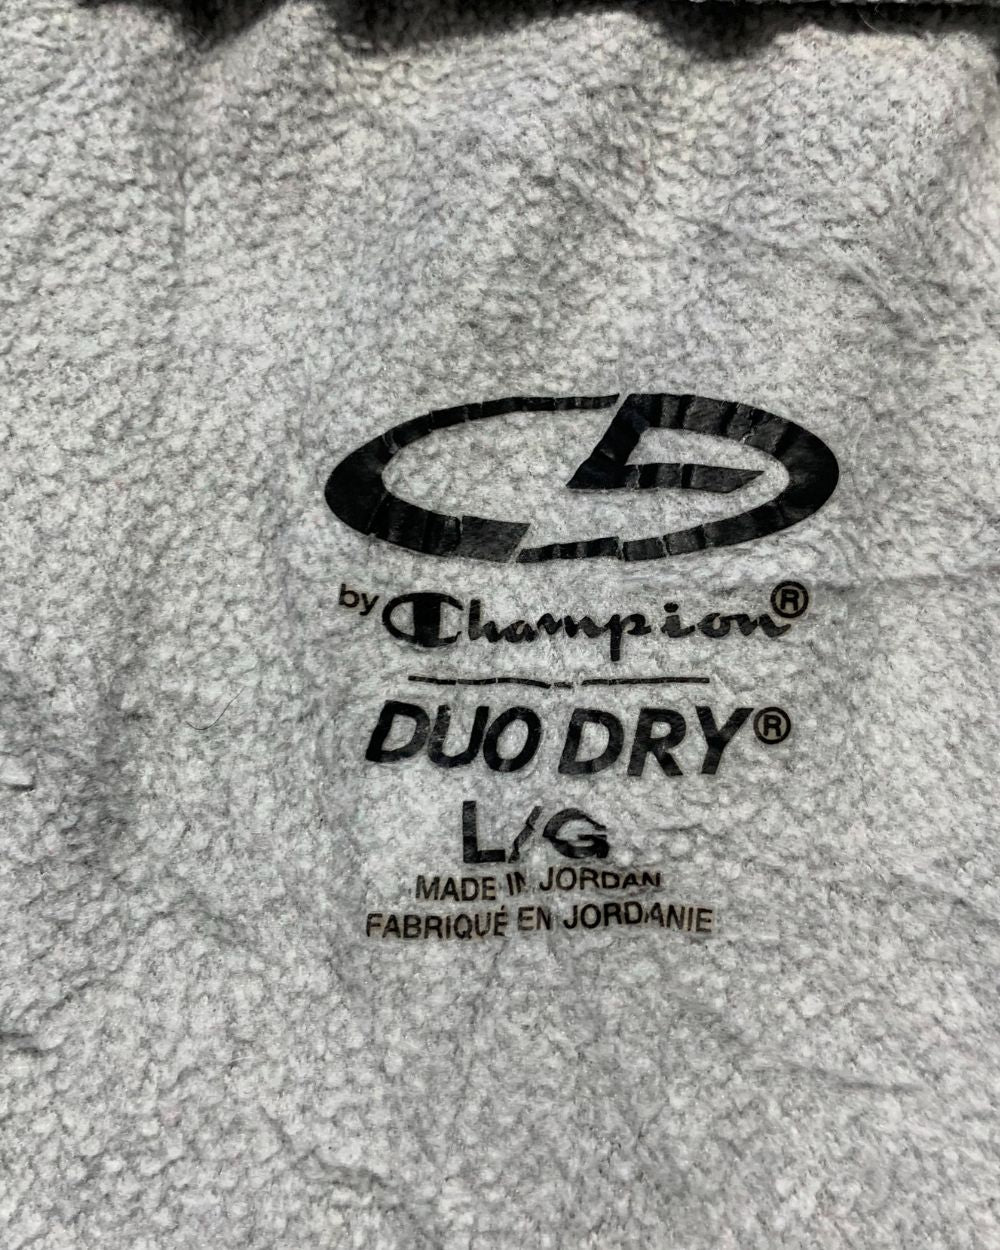 by Champion®
DUO DRY®
L/G
MADE IN JORDAN
FABRIQUÉ EN JORDANIE